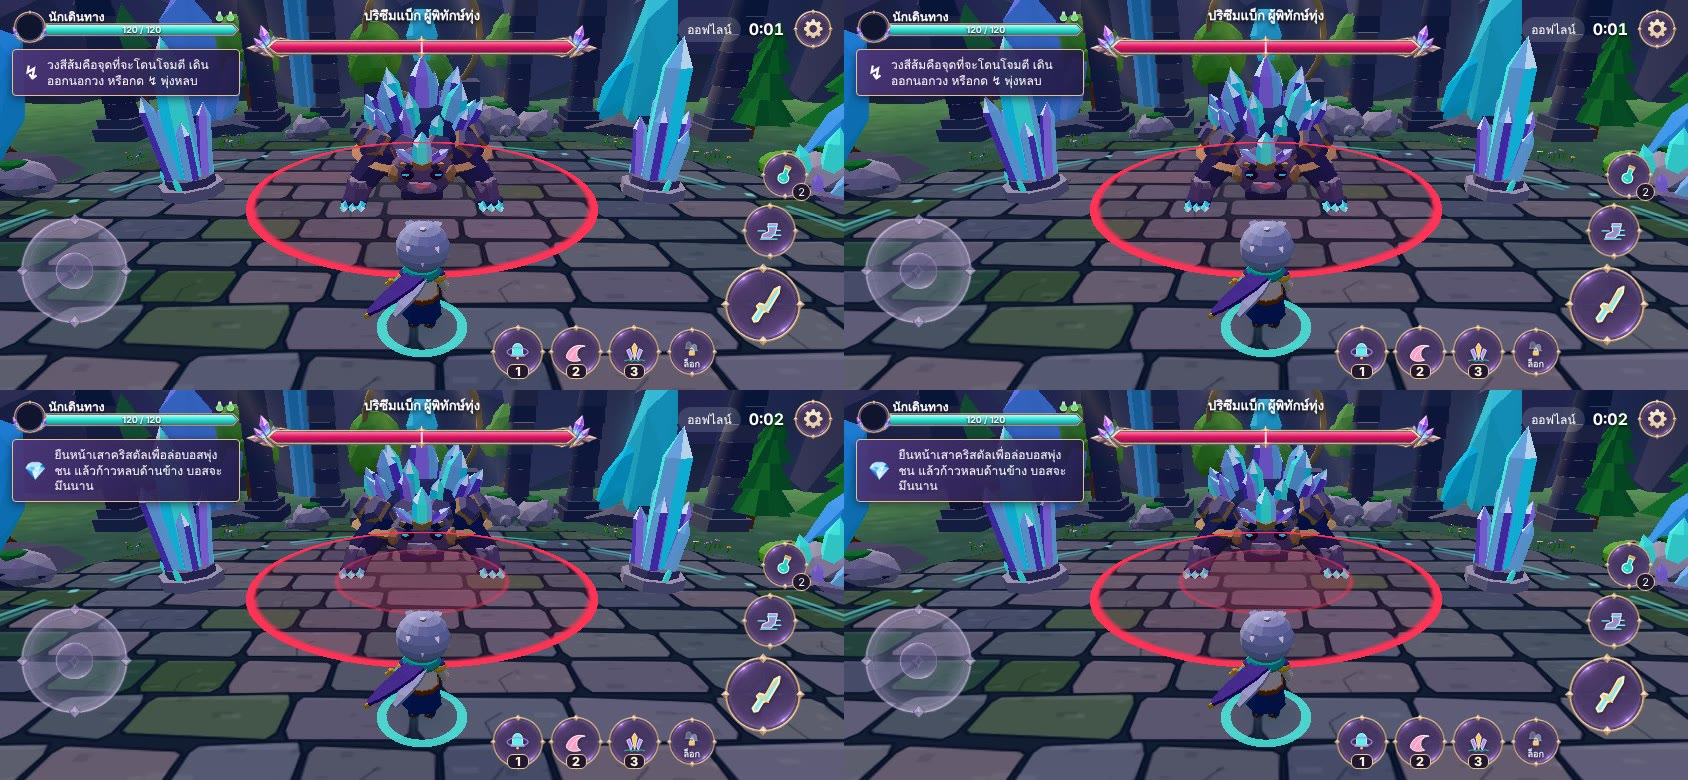 นักเดินทาง
120 / 120
ปริซึมแบ็ก ผู้พิทักษ์ทุ่ง
ออฟไลน์
0:01
วงสีส้มคือจุดที่จะโดนโจมตี เดิน
ออกนอกวง หรือกด ↯ พุ่งหลบ
2
1
2
3
ล็อก
นักเดินทาง
120 / 120
ปริซึมแบ็ก ผู้พิทักษ์ทุ่ง
ออฟไลน์
0:01
วงสีส้มคือจุดที่จะโดนโจมตี เดิน
ออกนอกวง หรือกด ↯ พุ่งหลบ
2
1
2
3
ล็อก
นักเดินทาง
120 / 120
ปริซึมแบ็ก ผู้พิทักษ์ทุ่ง
ออฟไลน์
0:02
ยืนหน้าเสาคริสตัลเพื่อล่อบอสพุ่ง
ชน แล้วก้าวหลบด้านข้าง บอสจะ
มึนนาน
2
1
2
3
ล็อก
นักเดินทาง
120 / 120
ปริซึมแบ็ก ผู้พิทักษ์ทุ่ง
ออฟไลน์
0:02
ยืนหน้าเสาคริสตัลเพื่อล่อบอสพุ่ง
ชน แล้วก้าวหลบด้านข้าง บอสจะ
มึนนาน
2
1
2
3
ล็อก